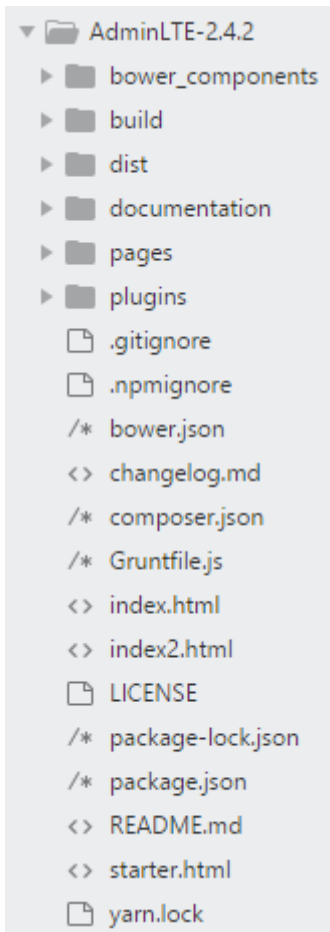 AdminLTE-2.4.2
bower_components
build
dist
documentation
pages
plugins
.gitignore
.npmignore
/* bower.json
<> changelog.md
/* composer.json
/* Gruntfile.js
<> index.html
<> index2.html
LICENSE
/* package-lock.json
/* package.json
<> README.md
<> starter.html
yarn.lock